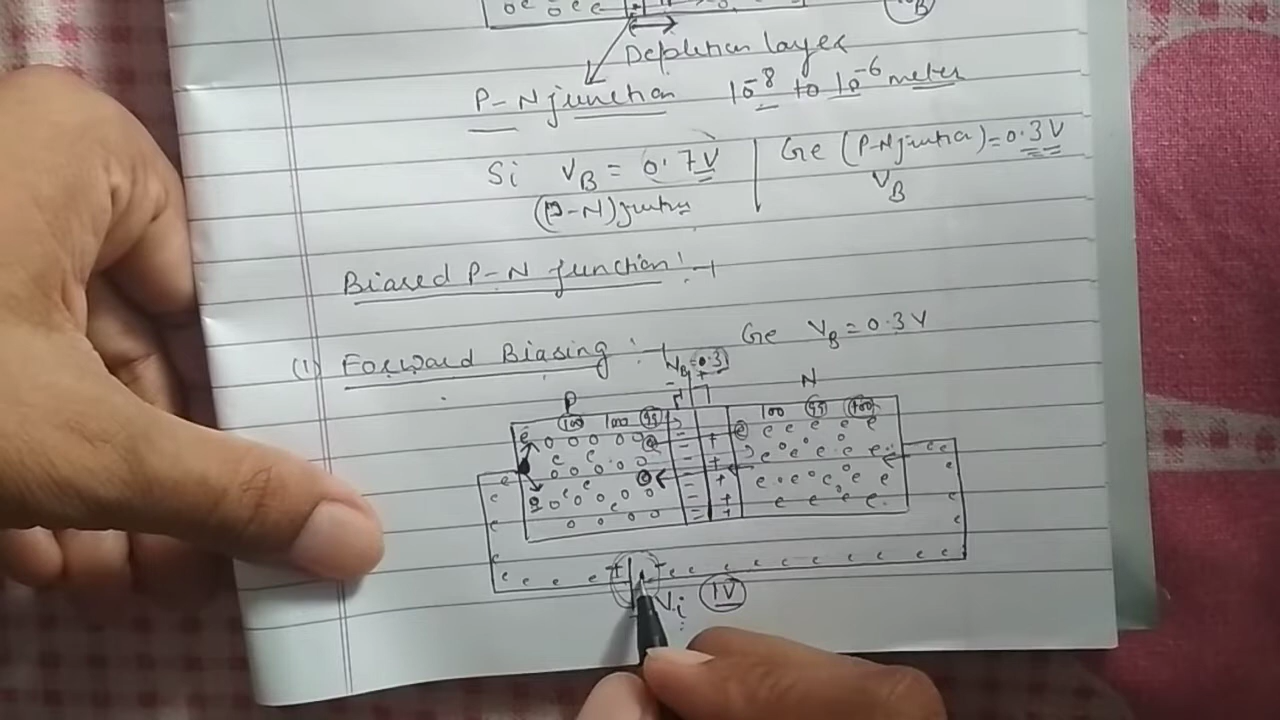 Depletion layer
P-N junction 10⁻⁸ to 10⁻⁶ meter
Si V_B = 0.7V
(P-N) junction
Ge (P-N junction) = 0.3V
V_B
Biased P-N junction :-
(1) Forward Biasing :-
Ge V_B = 0.3V
V_B = 0.3
- +
P
N
100 100 99
100 99 100
+ -
Vi 1V